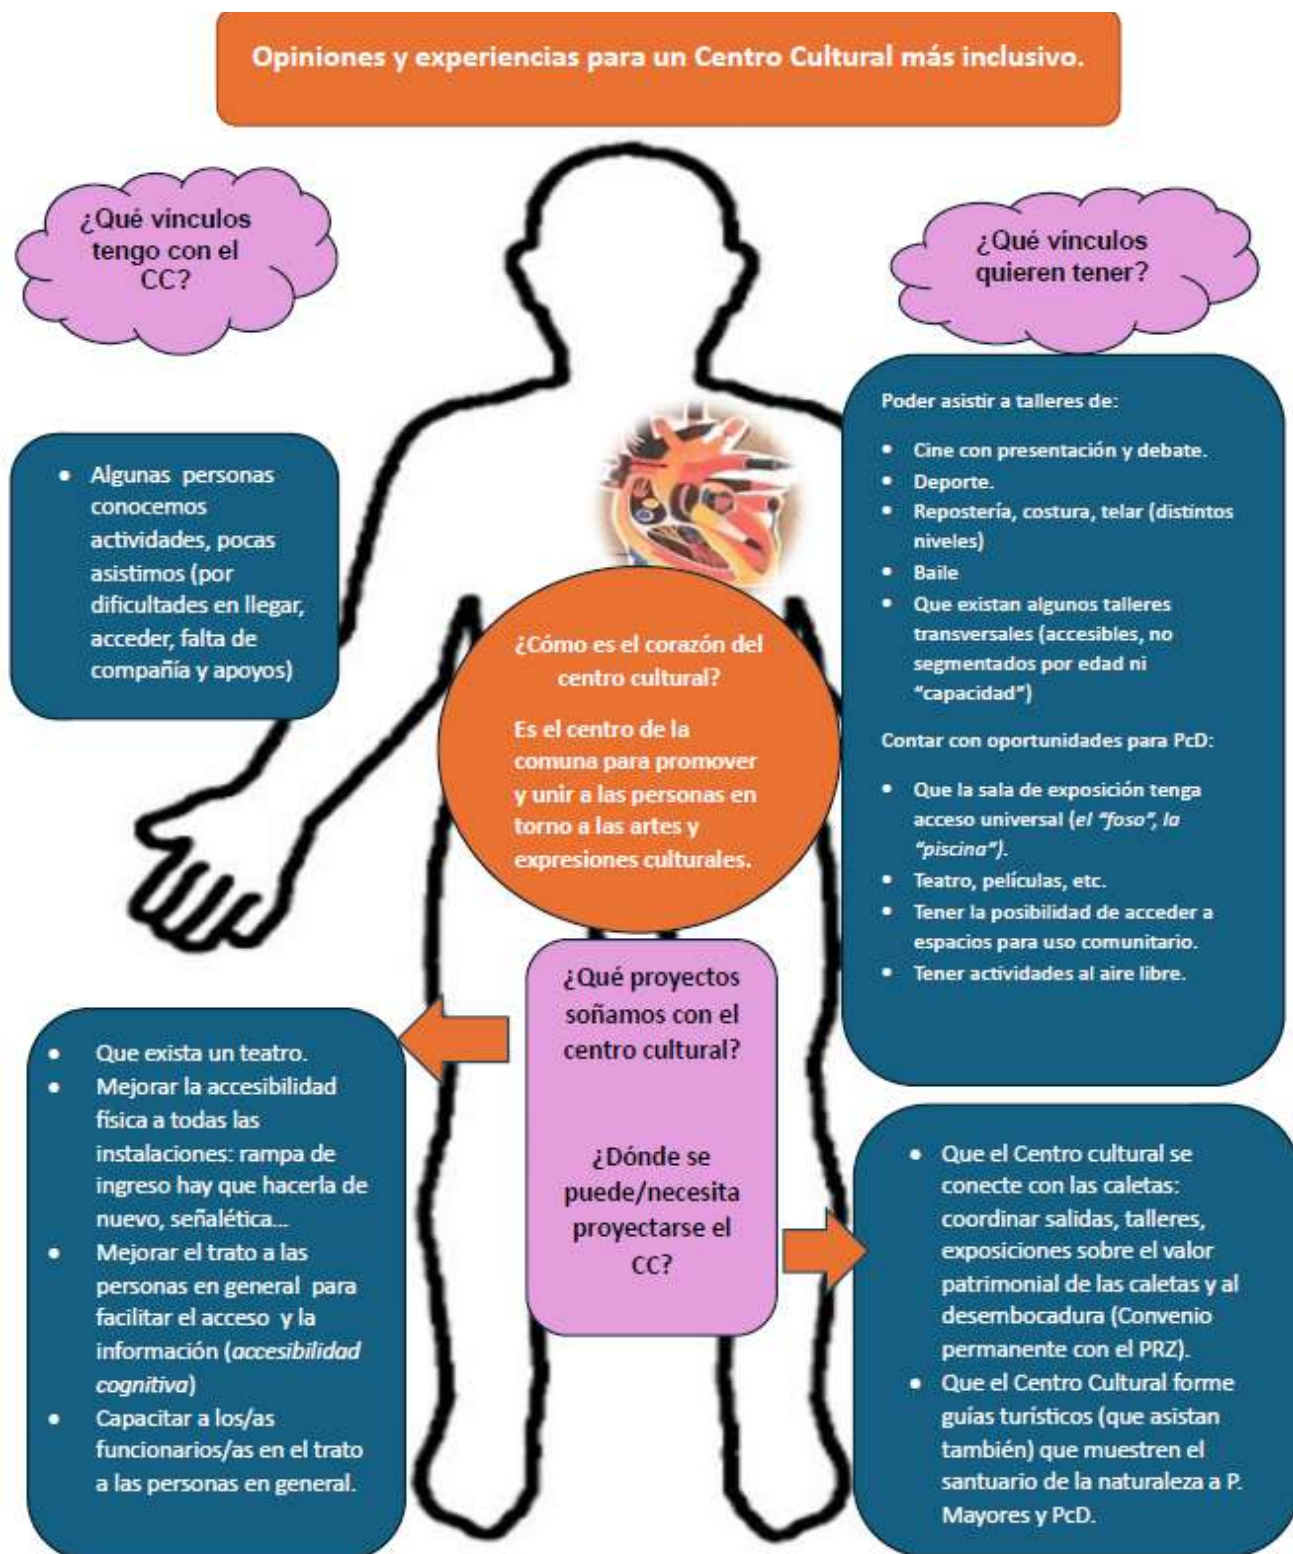 Opiniones y experiencias para un Centro Cultural más inclusivo.
¿Qué vínculos
tengo con el
CC?
¿Qué vínculos
quieren tener?
• Algunas personas
conocemos
actividades, pocas
asistimos (por
dificultades en llegar,
acceder, falta de
compañía y apoyos)
Poder asistir a talleres de:
• Cine con presentación y debate.
• Deporte.
• Repostería, costura, telar (distintos
niveles)
• Baile
• Que existan algunos talleres
transversales (accesibles, no
segmentados por edad ni
“capacidad”)
Contar con oportunidades para PcD:
• Que la sala de exposición tenga
acceso universal (el “foso”, la
“piscina”).
• Teatro, películas, etc.
• Tener la posibilidad de acceder a
espacios para uso comunitario.
• Tener actividades al aire libre.
¿Cómo es el corazón del
centro cultural?
Es el centro de la
comuna para promover
y unir a las personas en
torno a las artes y
expresiones culturales.
¿Qué proyectos
soñamos con el
centro cultural?
¿Dónde se
puede/necesita
proyectarse el
CC?
• Que exista un teatro.
• Mejorar la accesibilidad
física a todas las
instalaciones: rampa de
ingreso hay que hacerla de
nuevo, señalética...
• Mejorar el trato a las
personas en general para
facilitar el acceso y la
información (accesibilidad
cognitiva)
• Capacitar a los/as
funcionarios/as en el trato
a las personas en general.
• Que el Centro cultural se
conecte con las caletas:
coordinar salidas, talleres,
exposiciones sobre el valor
patrimonial de las caletas y al
desembocadura (Convenio
permanente con el PRZ).
• Que el Centro Cultural forme
guías turísticos (que asistan
también) que muestren el
santuario de la naturaleza a P.
Mayores y PcD.